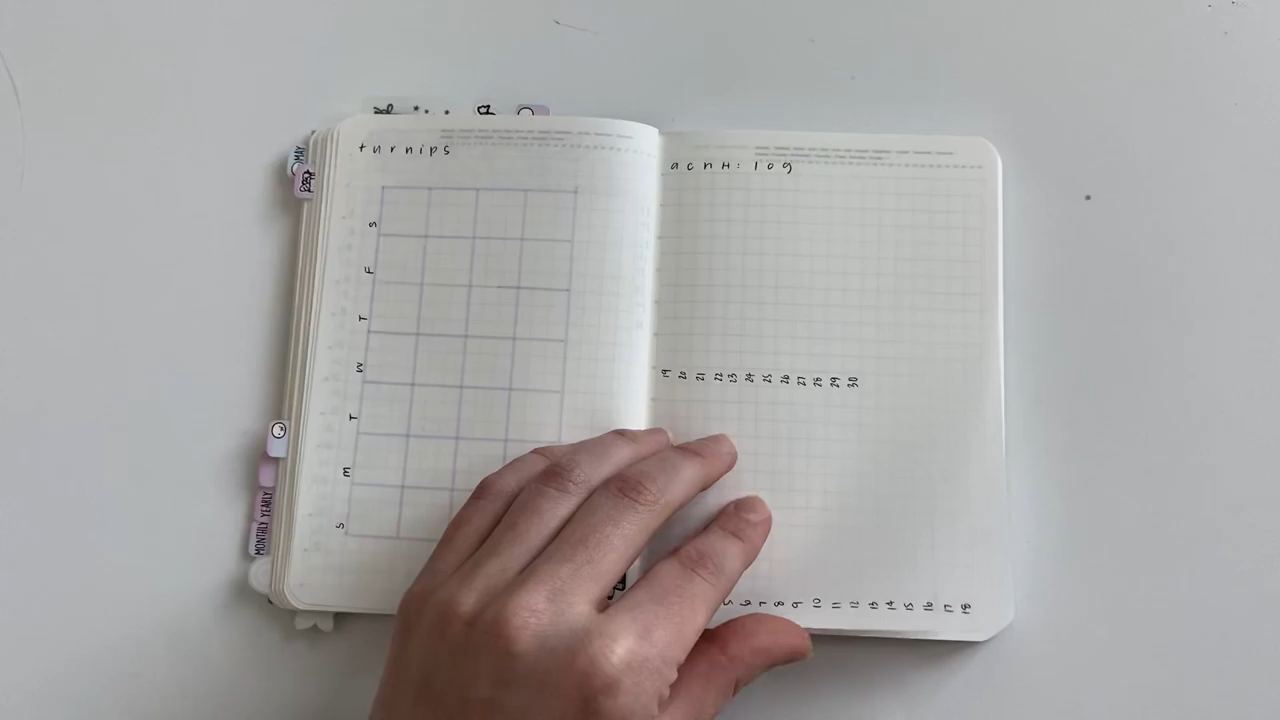 turnips
S
F
T
W
T
m
S
acnH: log
19 20 21 22 23 24 25 26 27 28 29 30
5 6 7 8 9 10 11 12 13 14 15 16 17 18
MAY
YEARLY
MONTHLY